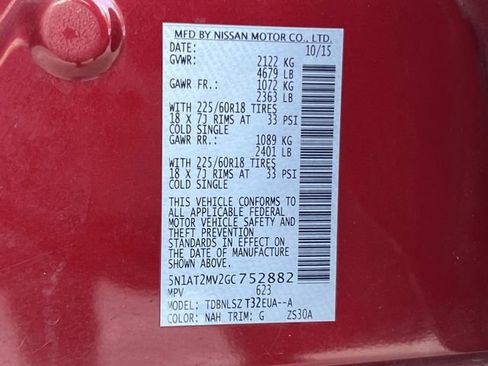 MFD BY NISSAN MOTOR CO., LTD.
DATE: 10/15
GVWR: 2122 KG
4679 LB
GAWR FR.: 1072 KG
2363 LB
WITH 225/60R18 TIRES
18 X 7J RIMS AT 33 PSI
COLD SINGLE
GAWR RR.: 1089 KG
2401 LB
WITH 225/60R18 TIRES
18 X 7J RIMS AT 33 PSI
COLD SINGLE
THIS VEHICLE CONFORMS TO
ALL APPLICABLE FEDERAL
MOTOR VEHICLE SAFETY AND
THEFT PREVENTION
STANDARDS IN EFFECT ON THE
DATE OF MANUFACTURE.
5N1AT2MV2GC752882
MPV 623
MODEL: TDBNLSZ T32EUA--A
COLOR: NAH TRIM: G ZS30A